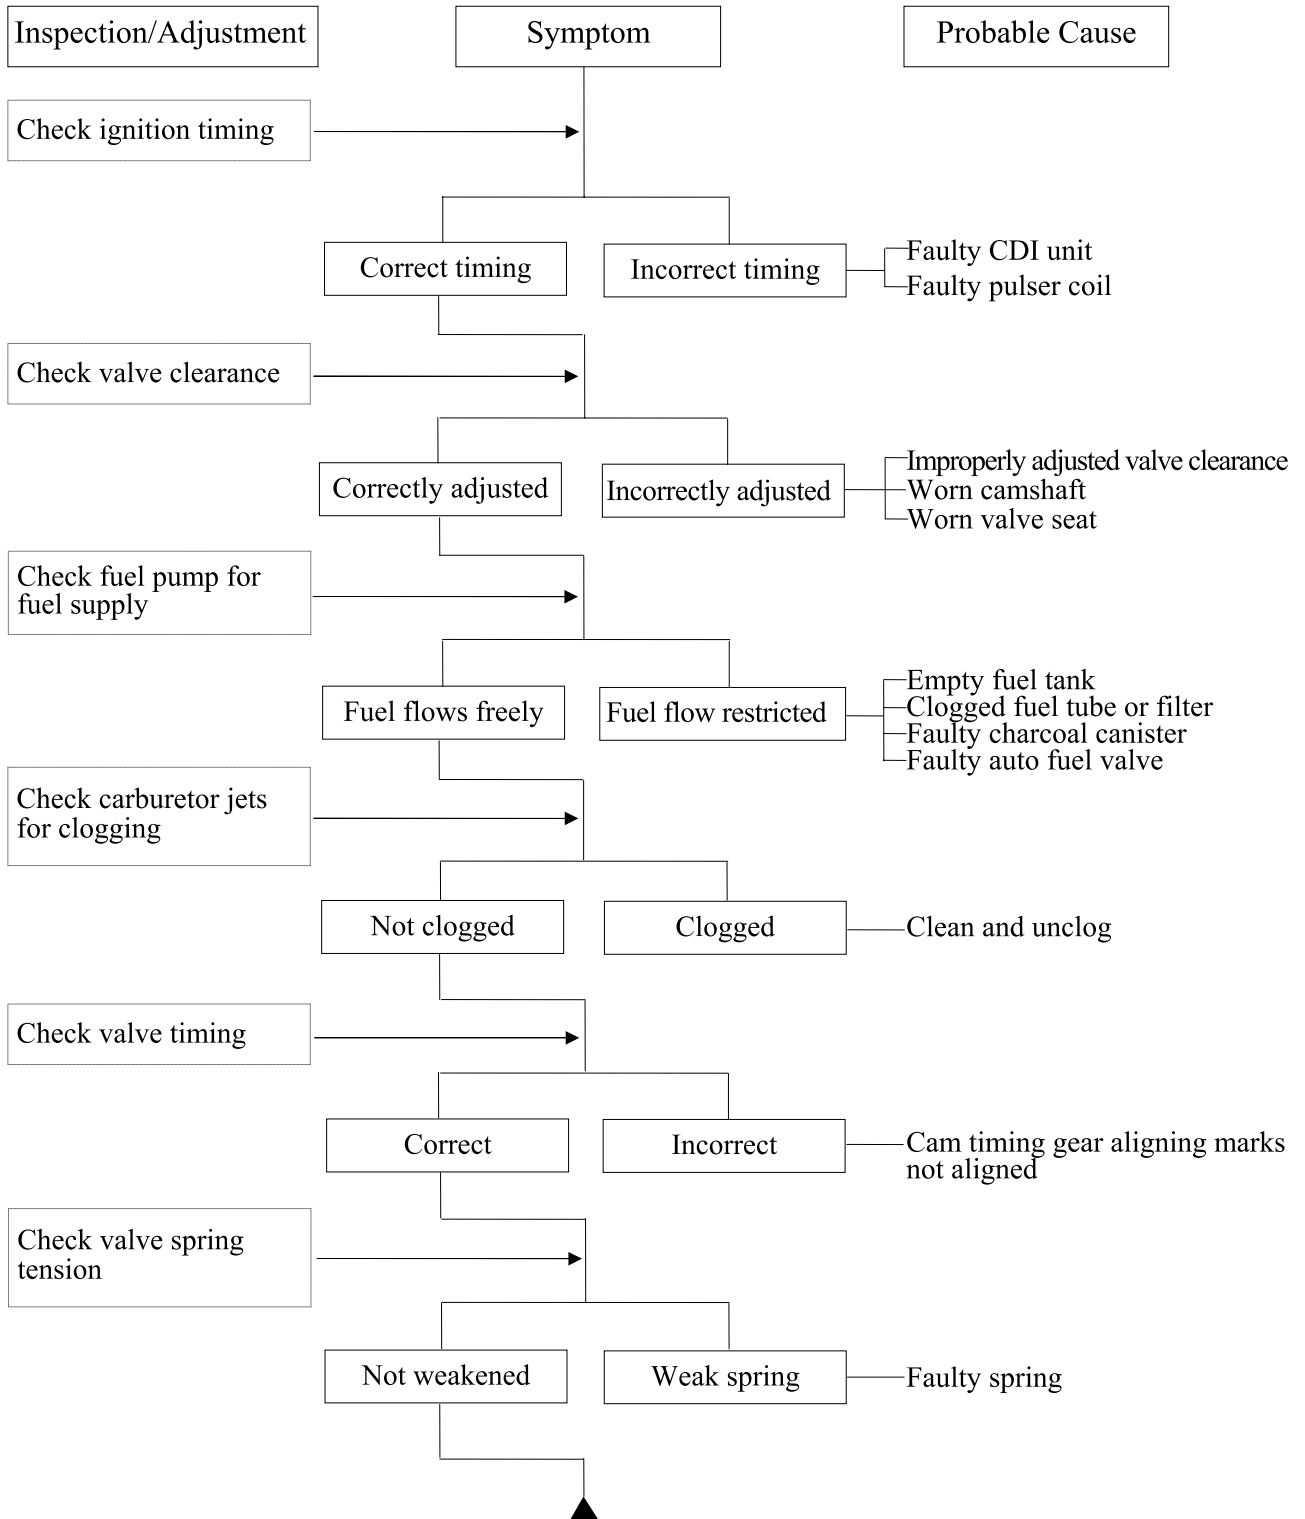 Inspection/Adjustment
Symptom
Probable Cause
Check ignition timing
Correct timing
Incorrect timing
Faulty CDI unit
Faulty pulser coil
Check valve clearance
Correctly adjusted
Incorrectly adjusted
Improperly adjusted valve clearance
Worn camshaft
Worn valve seat
Check fuel pump for
fuel supply
Fuel flows freely
Fuel flow restricted
Empty fuel tank
Clogged fuel tube or filter
Faulty charcoal canister
Faulty auto fuel valve
Check carburetor jets
for clogging
Not clogged
Clogged
Clean and unclog
Check valve timing
Correct
Incorrect
Cam timing gear aligning marks
not aligned
Check valve spring
tension
Not weakened
Weak spring
Faulty spring